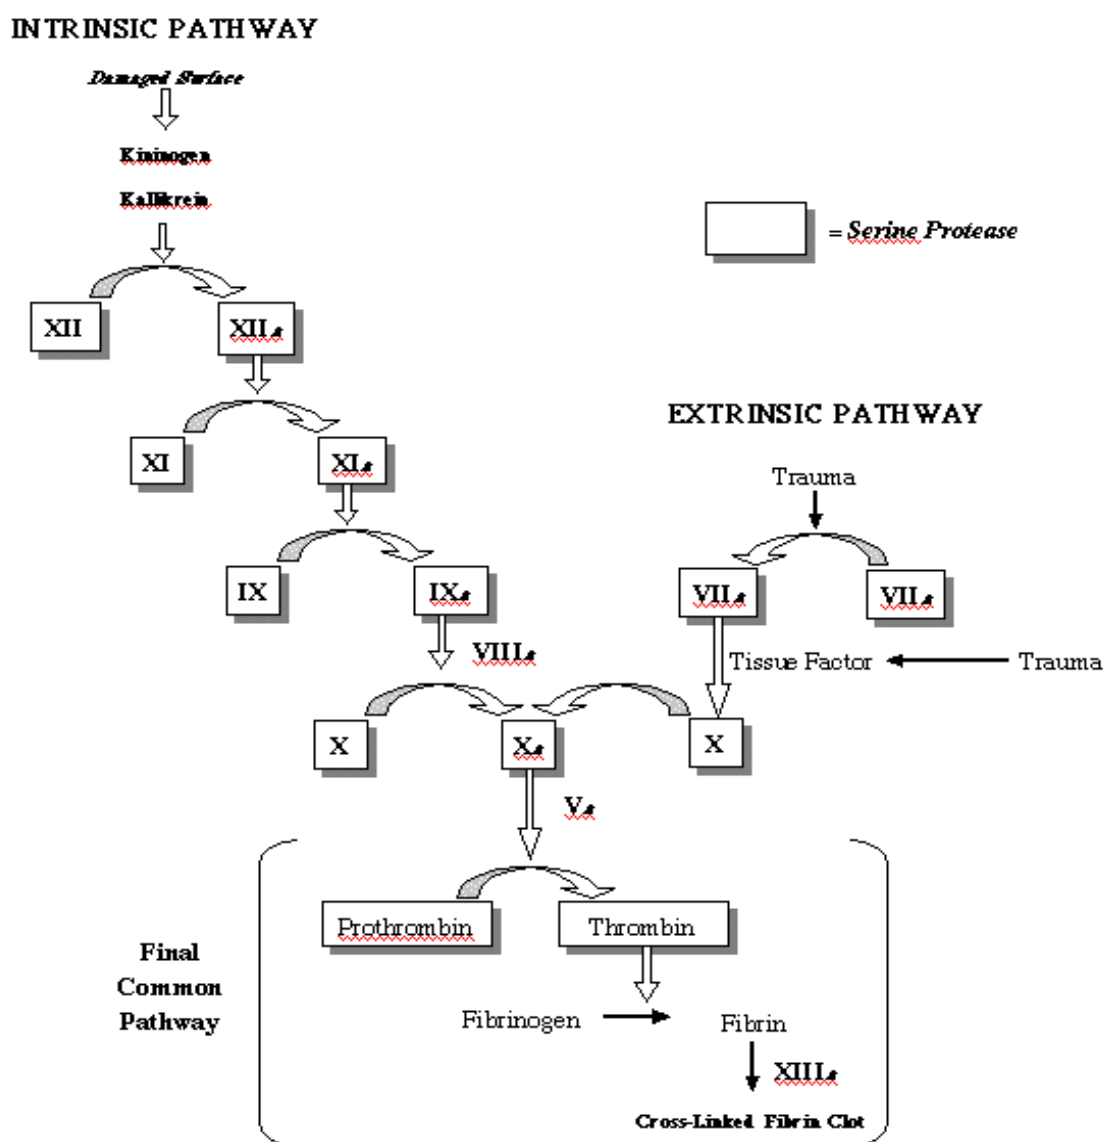 INTRINSIC PATHWAY
Damaged Surface
Kininogen
Kallikrein
= Serine Protease
XII
XIIa
EXTRINSIC PATHWAY
XI
XIa
Trauma
IX
IXa
VIIa
VIIa
VIIIa
Tissue Factor
Trauma
X
Xa
X
Va
Prothrombin
Thrombin
Final
Common
Pathway
Fibrinogen
Fibrin
XIIIa
Cross-Linked Fibrin Clot